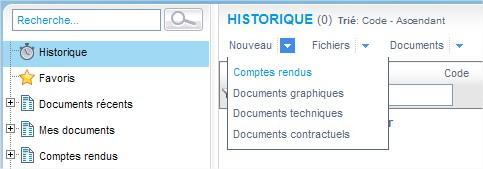 Recherche...
Historique
Favoris
Documents récents
Mes documents
Comptes rendus
HISTORIQUE (0) Trié: Code - Ascendant
Nouveau Fichiers Documents
Comptes rendus
Documents graphiques
Documents techniques
Documents contractuels
Code